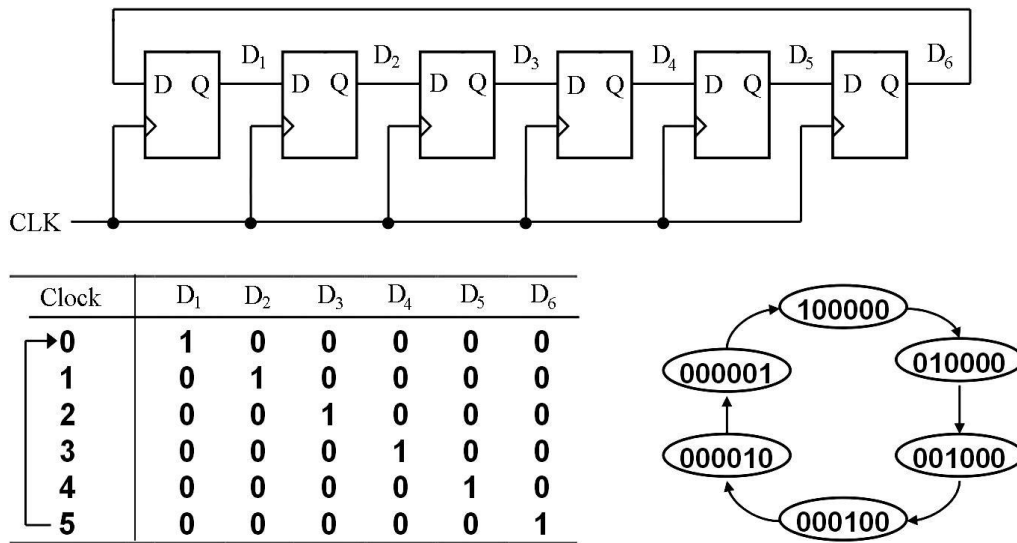 D₁ D₂ D₃ D₄ D₅ D₆
D Q D Q D Q D Q D Q D Q
CLK
Clock D₁ D₂ D₃ D₄ D₅ D₆
0 1 0 0 0 0 0
1 0 1 0 0 0 0
2 0 0 1 0 0 0
3 0 0 0 1 0 0
4 0 0 0 0 1 0
5 0 0 0 0 0 1
100000
000001 010000
000010 001000
000100